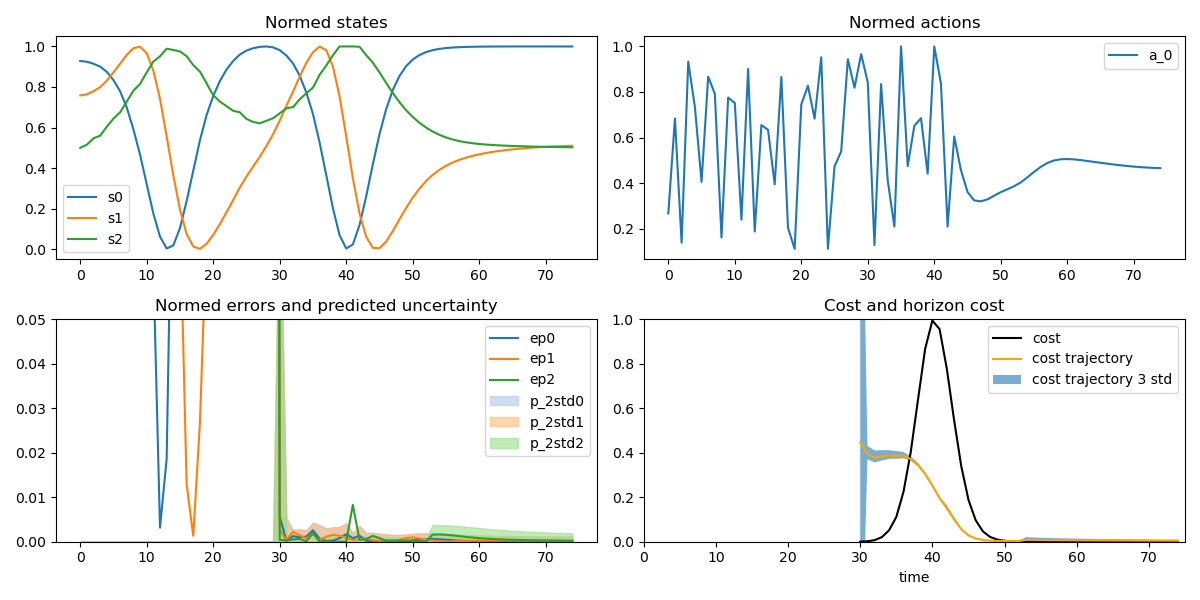 Normed states
1.0
0.8
0.6
0.4
0.2
0.0
s0
s1
s2
0 10 20 30 40 50 60 70
Normed actions
1.0
0.8
0.6
0.4
0.2
a_0
0 10 20 30 40 50 60 70
Normed errors and predicted uncertainty
0.05
0.04
0.03
0.02
0.01
0.00
ep0
ep1
ep2
p_2std0
p_2std1
p_2std2
0 10 20 30 40 50 60 70
Cost and horizon cost
1.0
0.8
0.6
0.4
0.2
0.0
cost
cost trajectory
cost trajectory 3 std
0 10 20 30 40 50 60 70
time